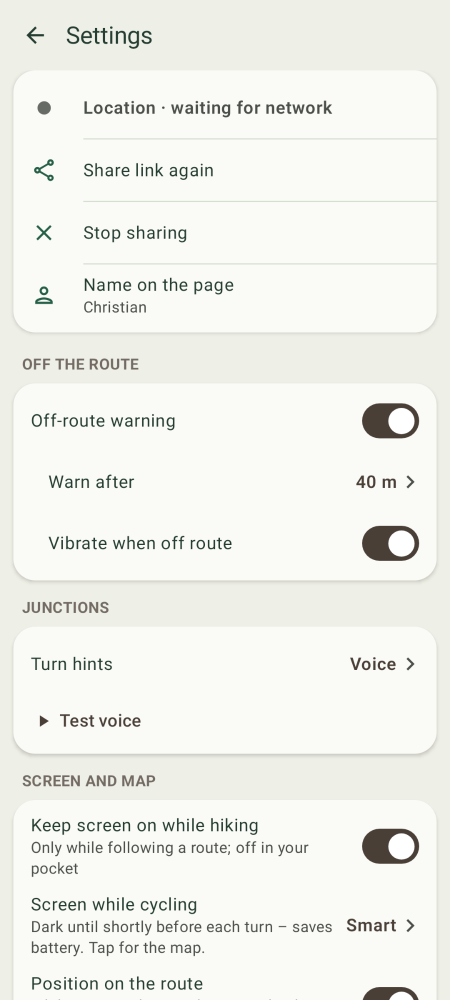 Settings
Location · waiting for network
Share link again
Stop sharing
Name on the page
Christian
OFF THE ROUTE
Off-route warning
Warn after
40 m
Vibrate when off route
JUNCTIONS
Turn hints
Voice
Test voice
SCREEN AND MAP
Keep screen on while hiking
Only while following a route; off in your
pocket
Screen while cycling
Dark until shortly before each turn – saves
battery. Tap for the map.
Smart
Position on the route